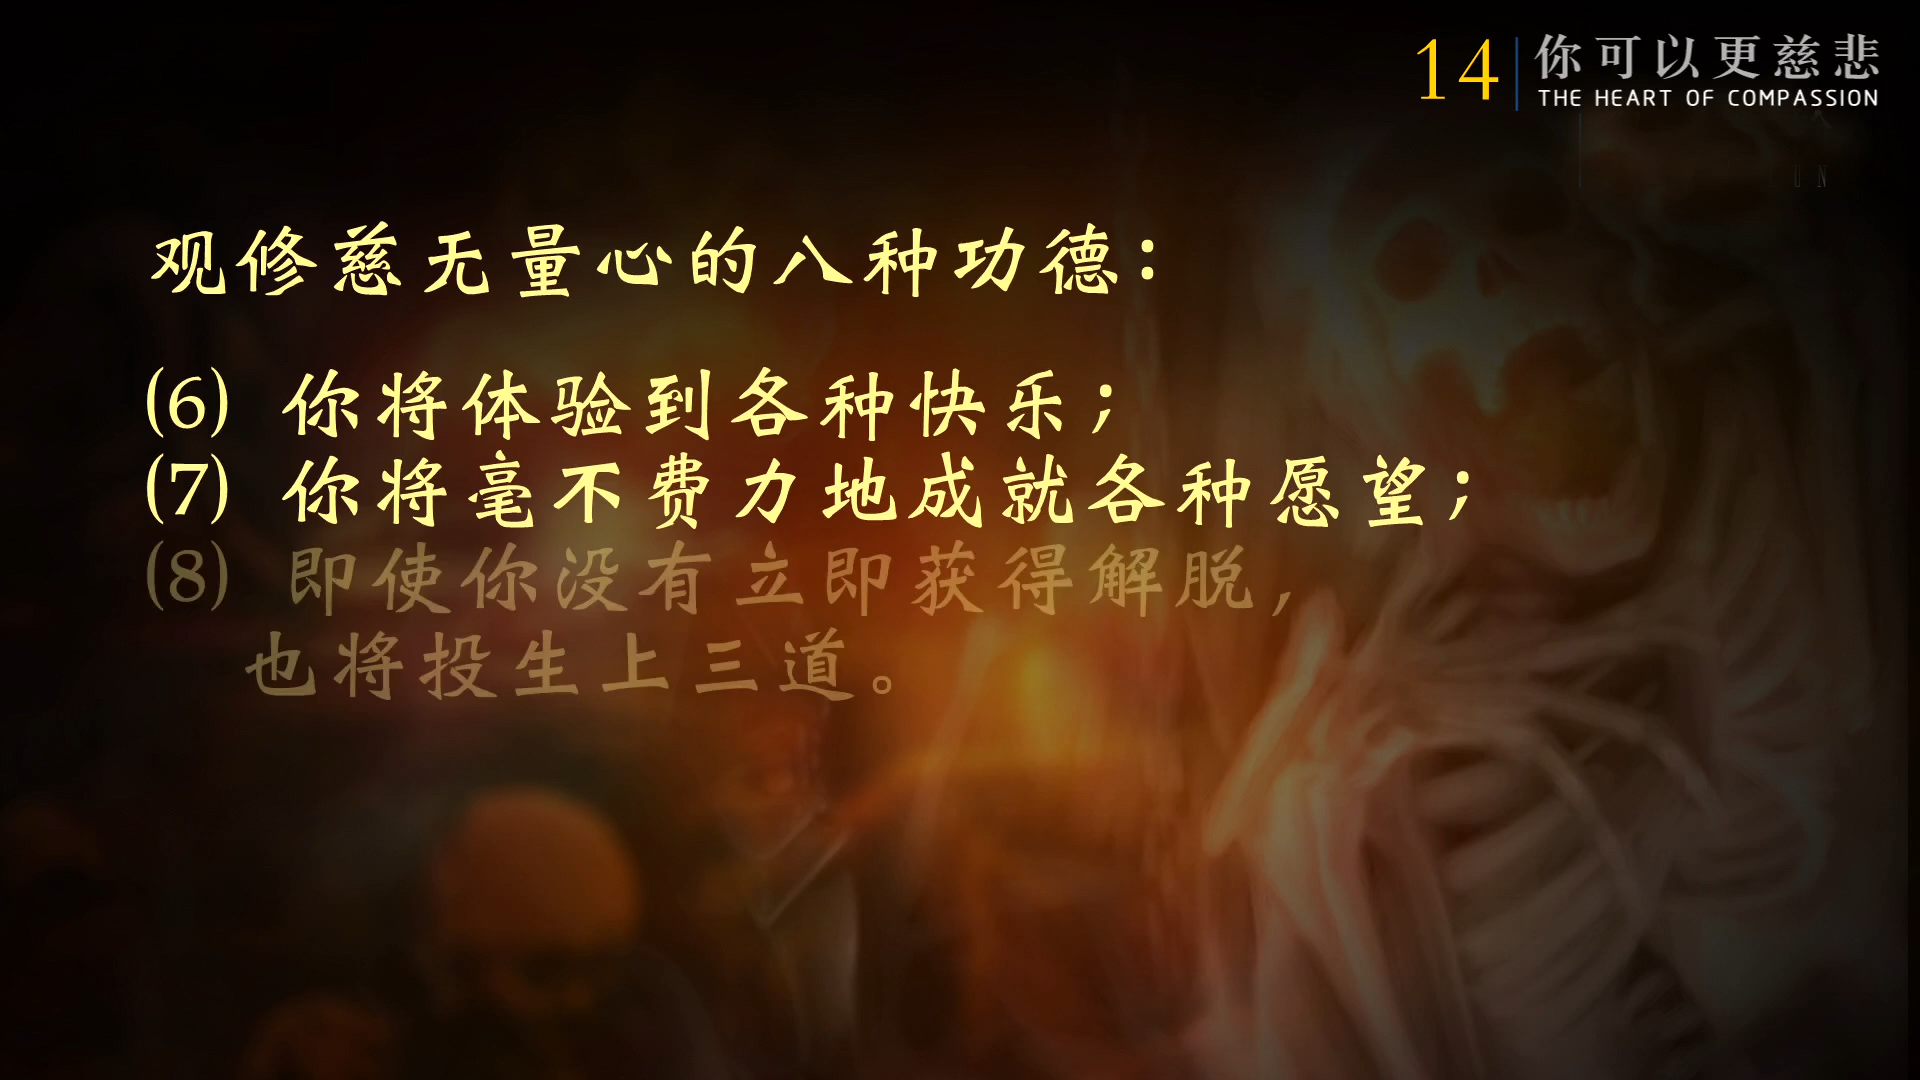 14
你可以更慈悲
THE HEART OF COMPASSION
观修慈无量心的八种功德：
(6) 你将体验到各种快乐；
(7) 你将毫不费力地成就各种愿望；
(8) 即使你没有立即获得解脱，
也将投生上三道。